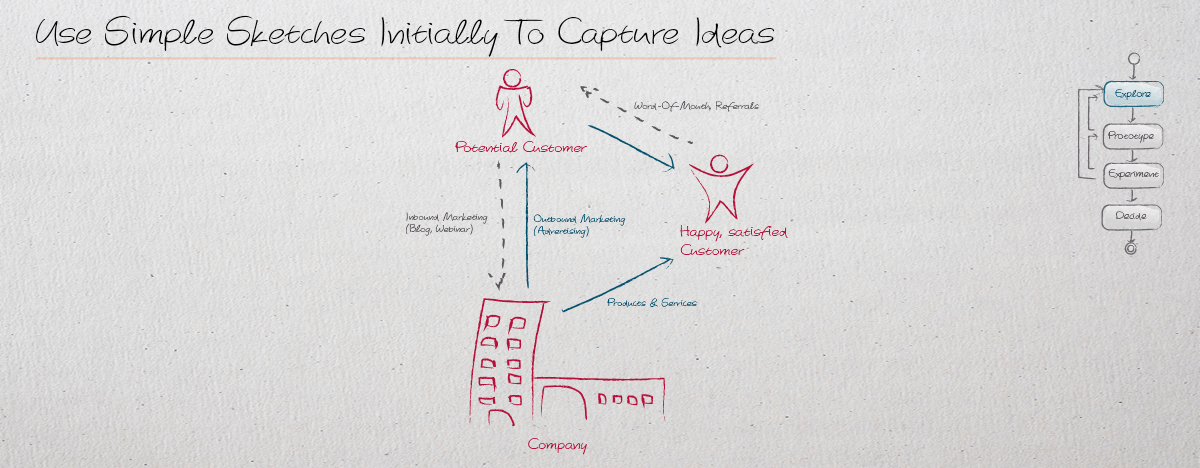 Use Simple Sketches Initially To Capture Ideas
Word-Of-Mouth, Referrals
Potential Customer
Inbound Marketing
(Blog, Webinar)
Outbound Marketing
(Advertising)
Happy, satisfied
Customer
Products & Services
Company
Explore
Prototype
Experiment
Decide